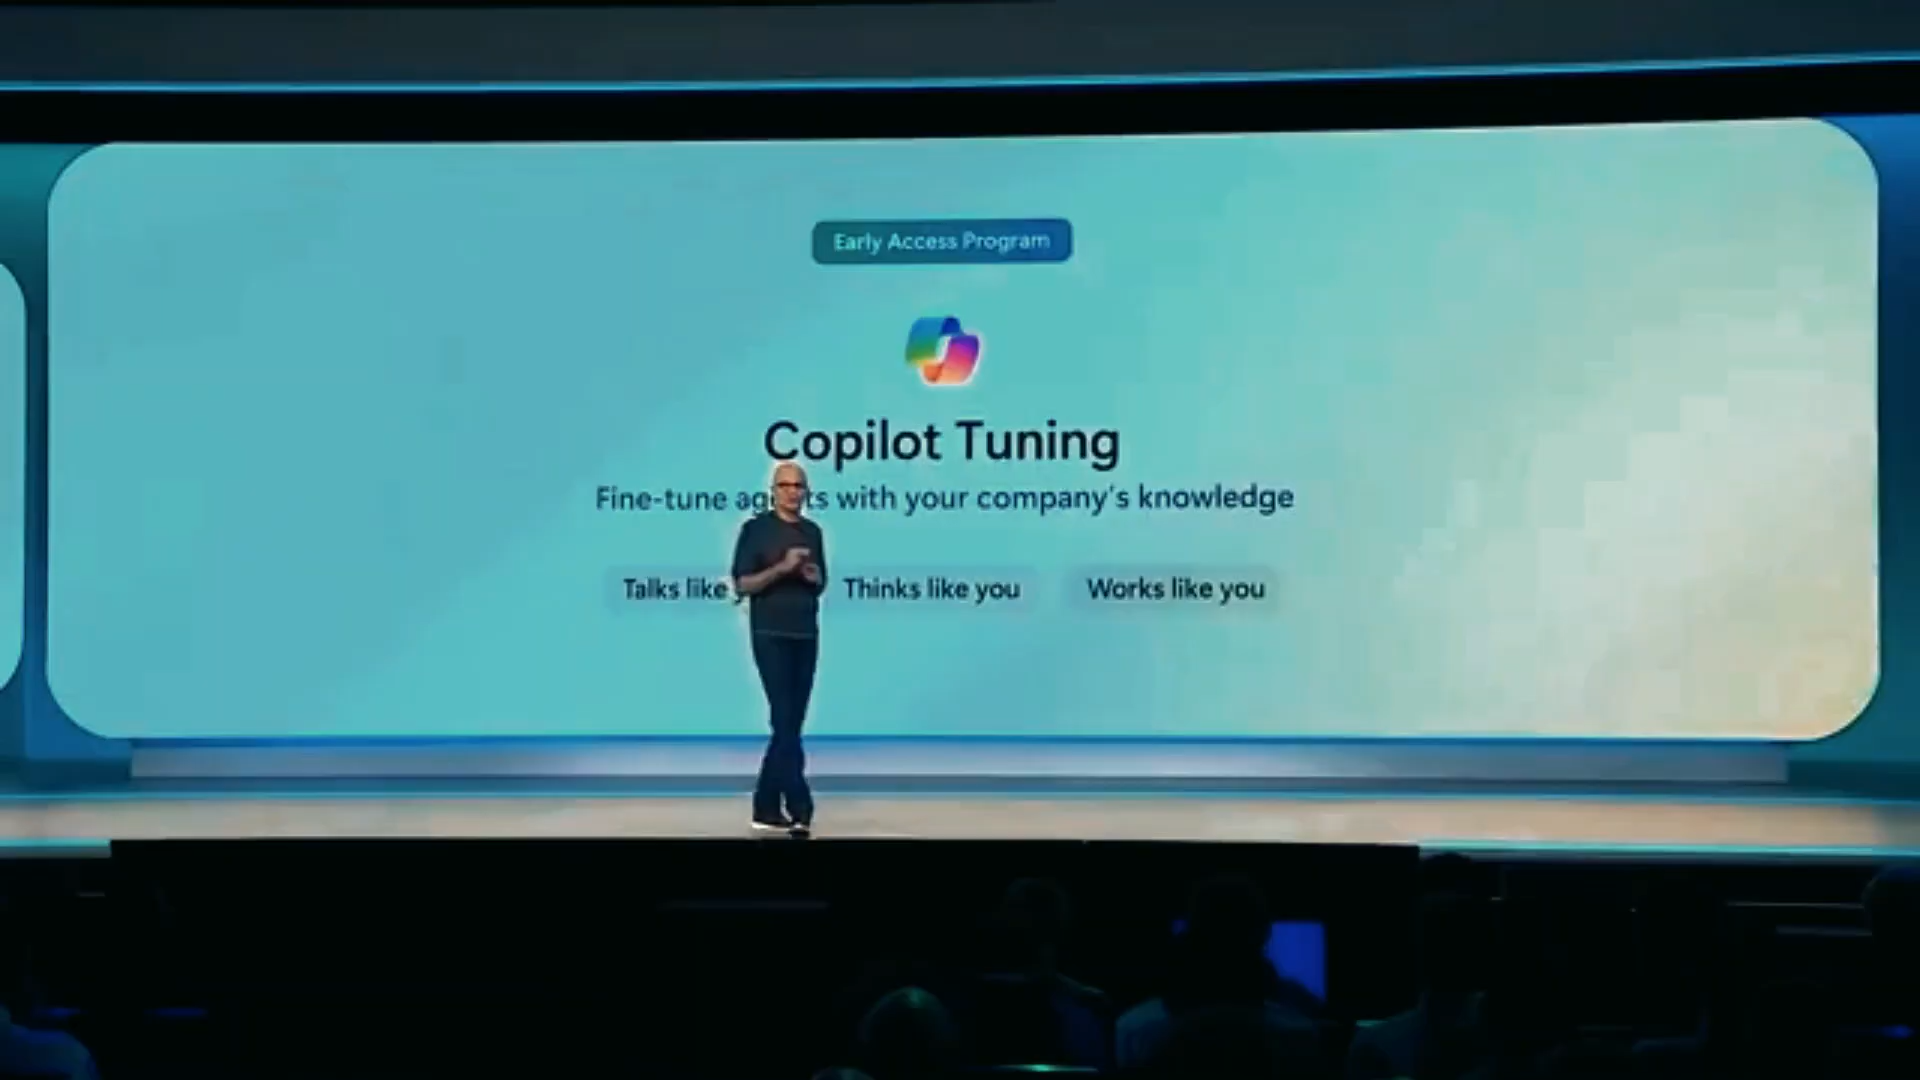 Early Access Program
Copilot Tuning
Fine-tune agents with your company's knowledge
Talks like
Thinks like you
Works like you